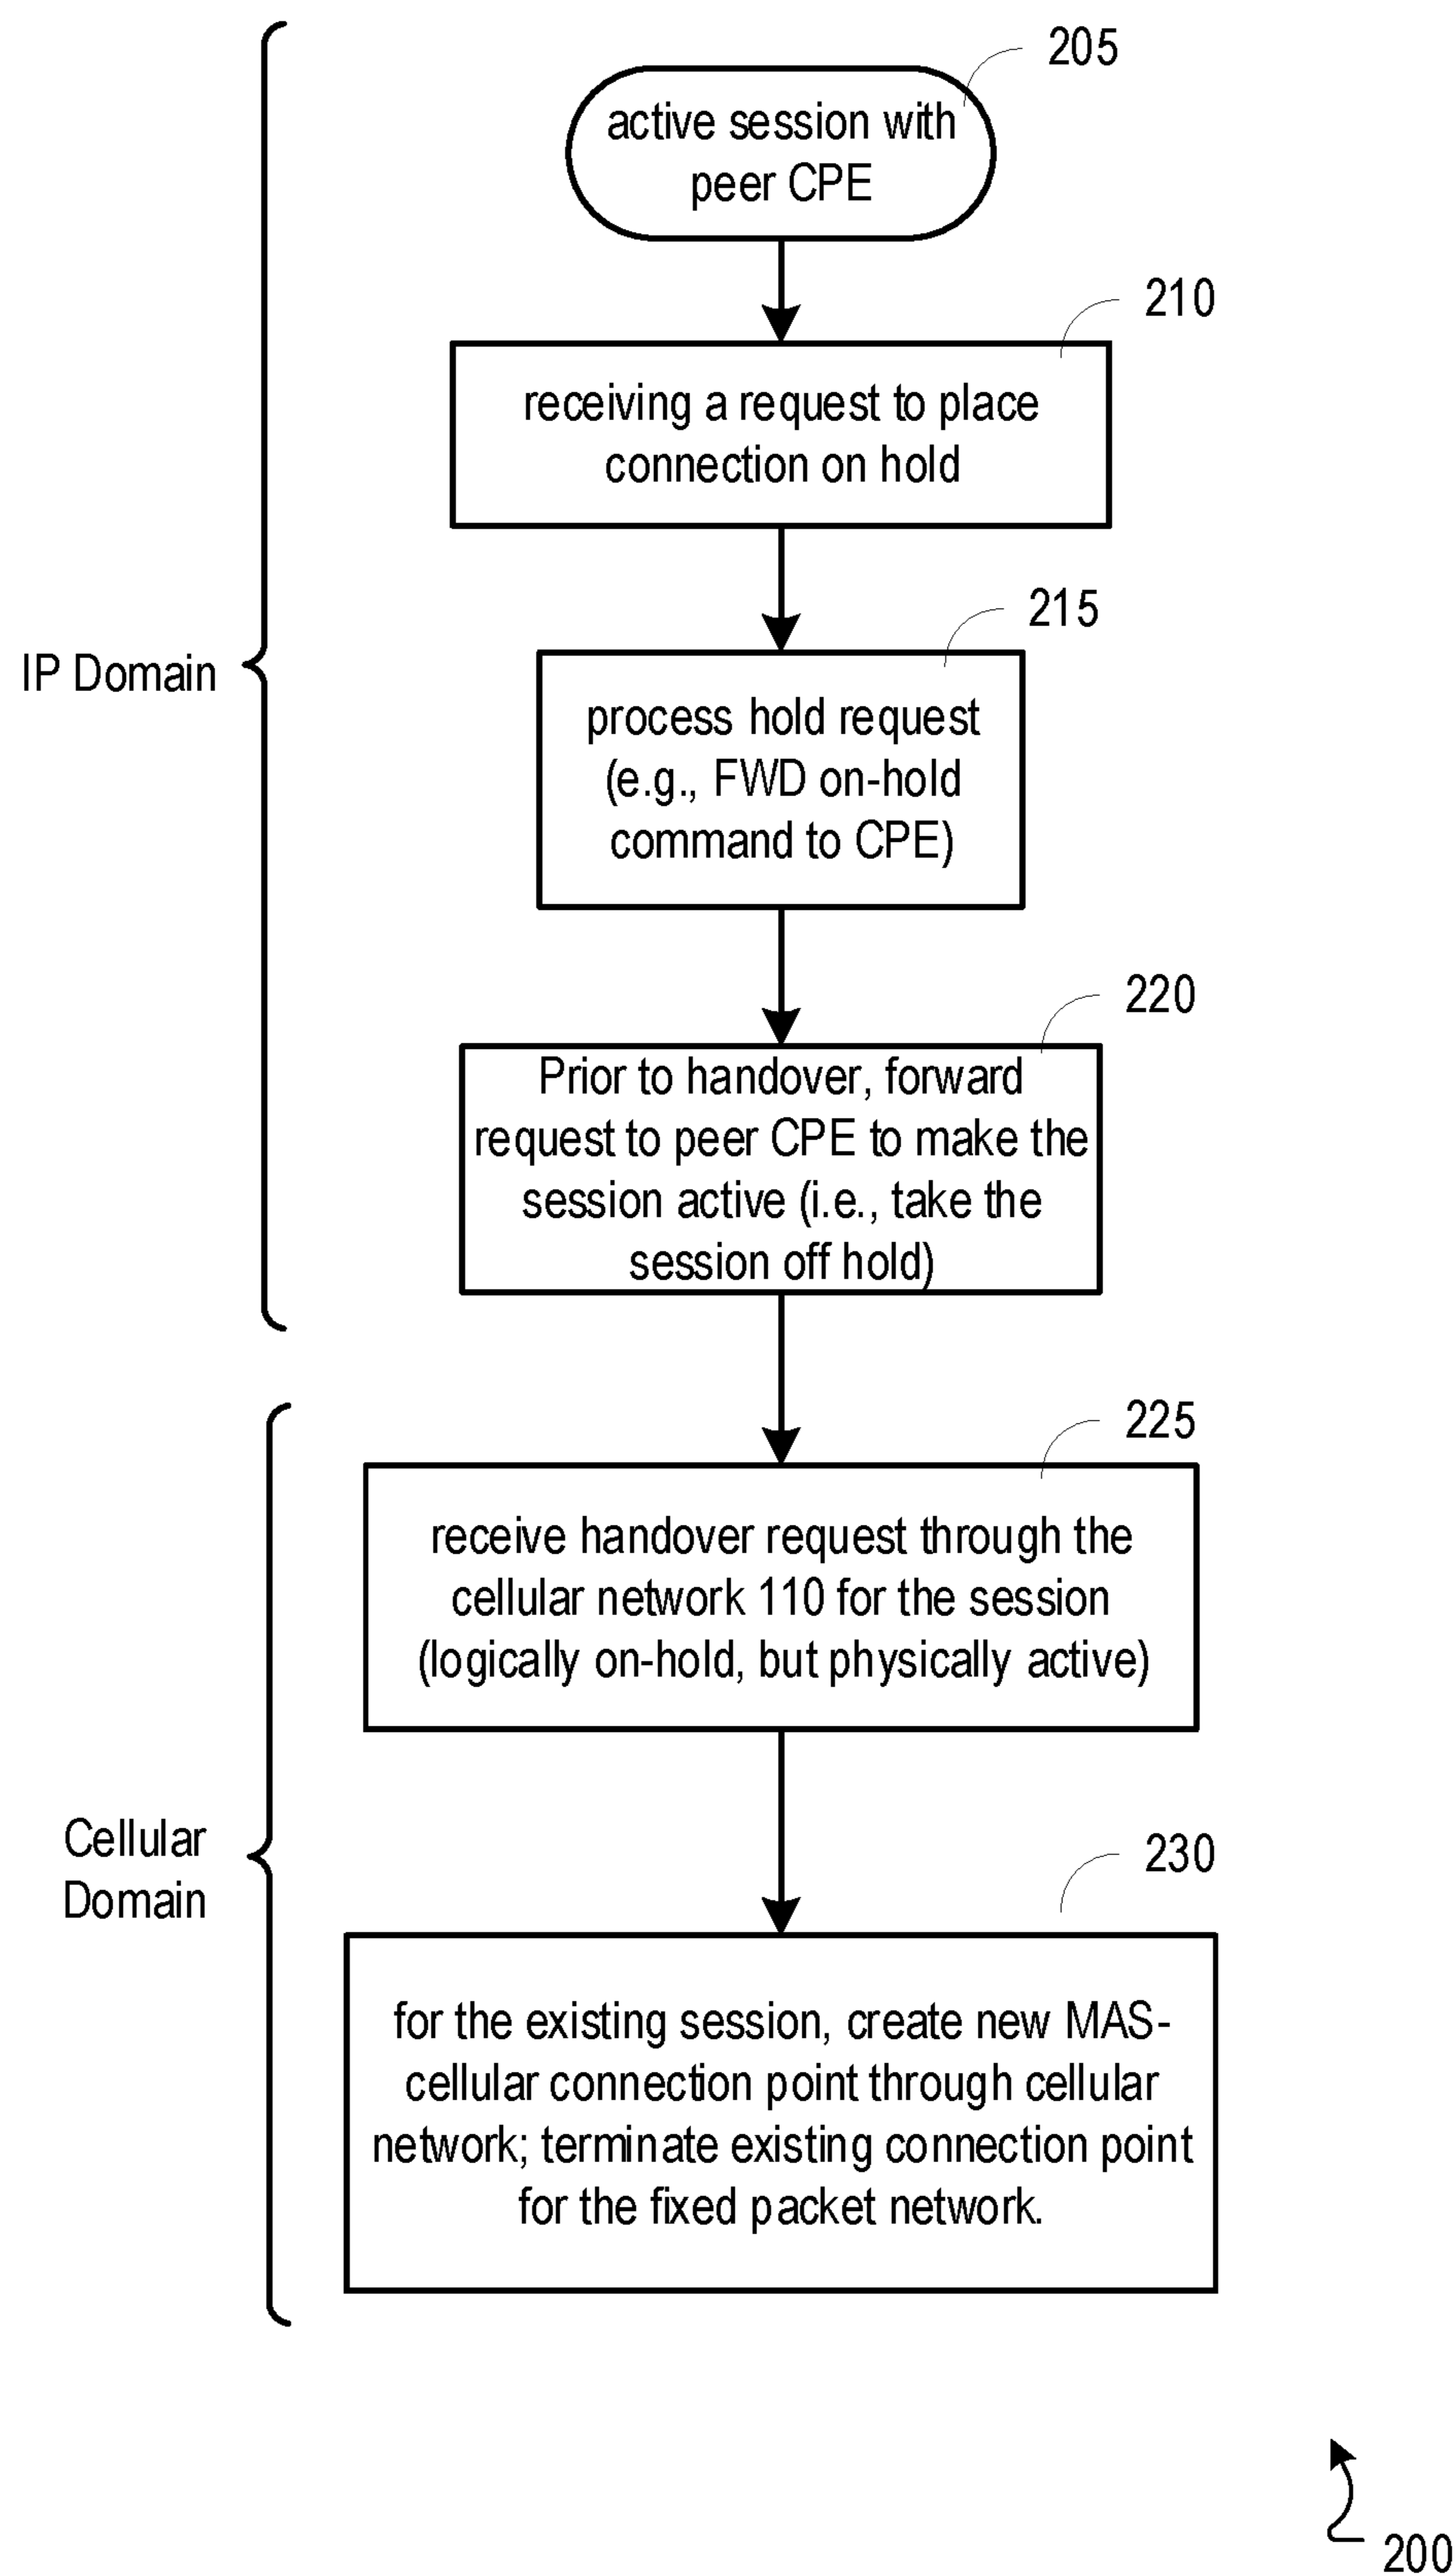 205
active session with
peer CPE
210
receiving a request to place
connection on hold
215
IP Domain
process hold request
(e.g., FWD on-hold
command to CPE)
220
Prior to handover, forward
request to peer CPE to make the
session active (i.e., take the
session off hold)
225
receive handover request through the
cellular network 110 for the session
(logically on-hold, but physically active)
Cellular
Domain
230
for the existing session, create new MAS-
cellular connection point through cellular
network; terminate existing connection point
for the fixed packet network.
200